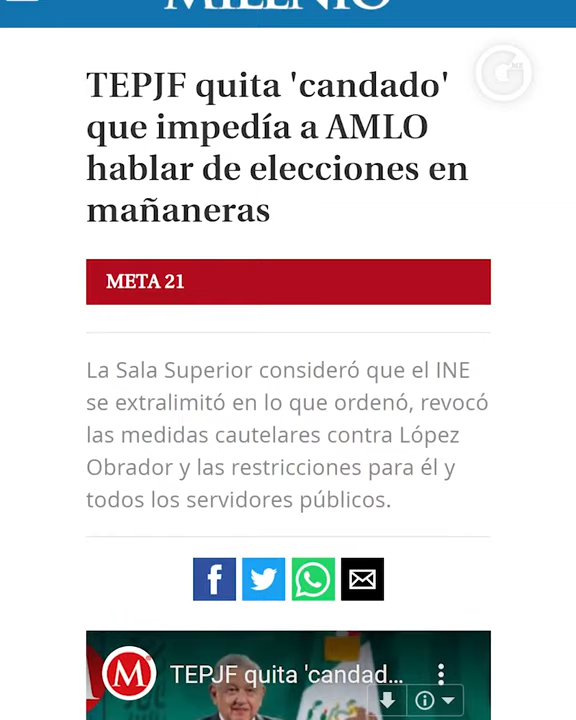 MILENIO
TEPJF quita 'candado'
que impedía a AMLO
hablar de elecciones en
mañaneras
META 21
La Sala Superior consideró que el INE
se extralimitó en lo que ordenó, revocó
las medidas cautelares contra López
Obrador y las restricciones para él y
todos los servidores públicos.
TEPJF quita 'candad...